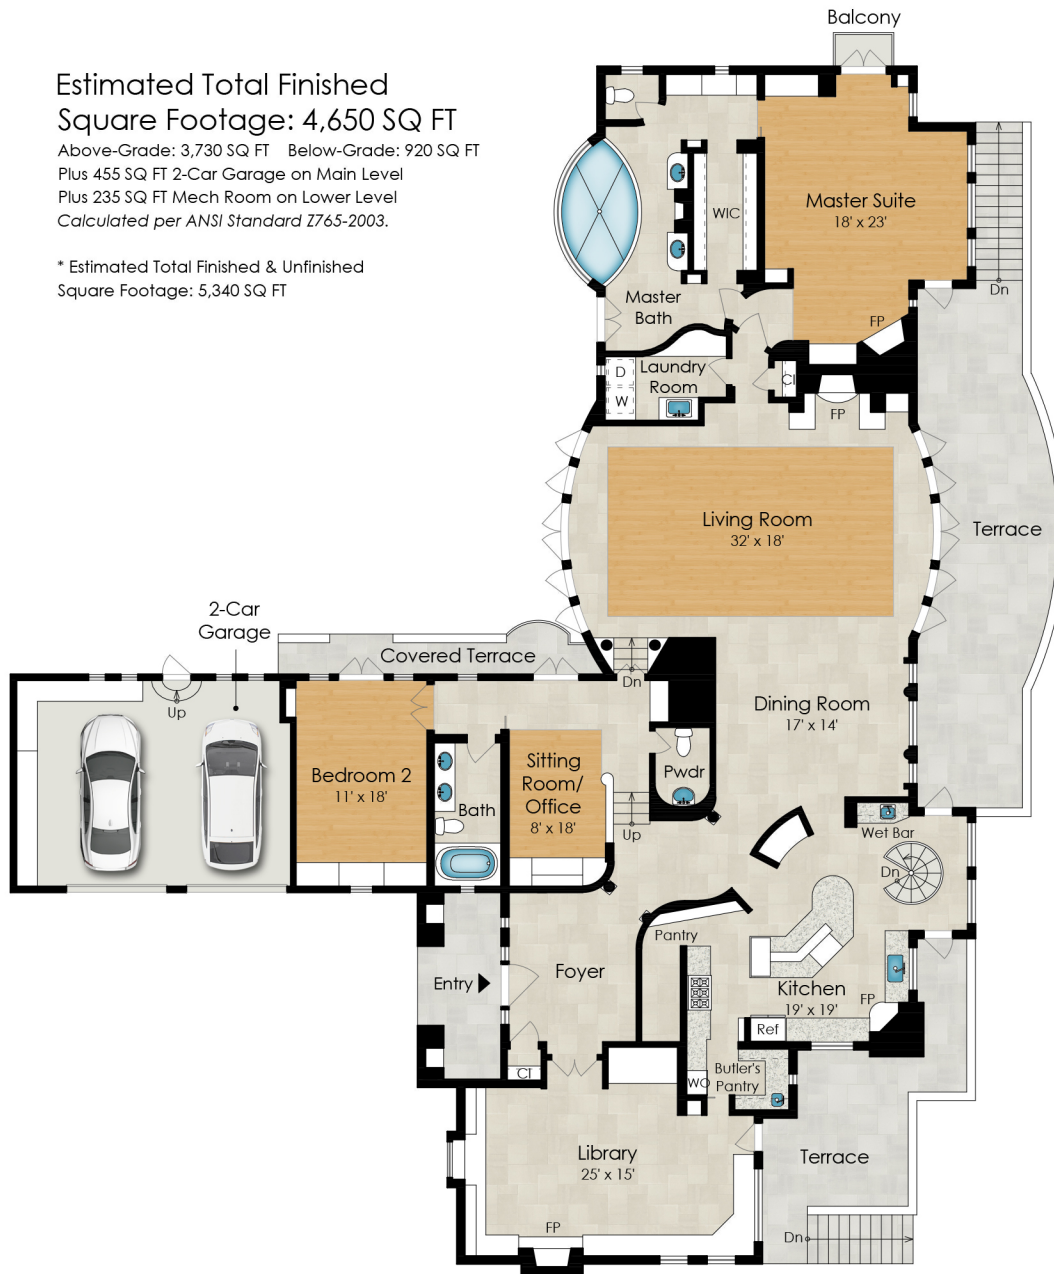 Balcony
Estimated Total Finished
Square Footage: 4,650 SQ FT
Above-Grade: 3,730 SQ FT Below-Grade: 920 SQ FT
Plus 455 SQ FT 2-Car Garage on Main Level
Plus 235 SQ FT Mech Room on Lower Level
Calculated per ANSI Standard Z765-2003.
* Estimated Total Finished & Unfinished
Square Footage: 5,340 SQ FT
Master Suite
18' x 23'
WIC
Dn
Master
Bath
FP
D
W
Laundry
Room
Cl
FP
Living Room
32' x 18'
Terrace
2-Car
Garage
Covered Terrace
Dn
Up
Dining Room
17' x 14'
Bedroom 2
11' x 18'
Bath
Sitting
Room/
Office
8' x 18'
Pwdr
Up
Wet Bar
Dn
Pantry
Entry
Foyer
Kitchen
19' x 19'
FP
Ref
Cl
WO
Butler's
Pantry
Library
25' x 15'
FP
Terrace
Dn